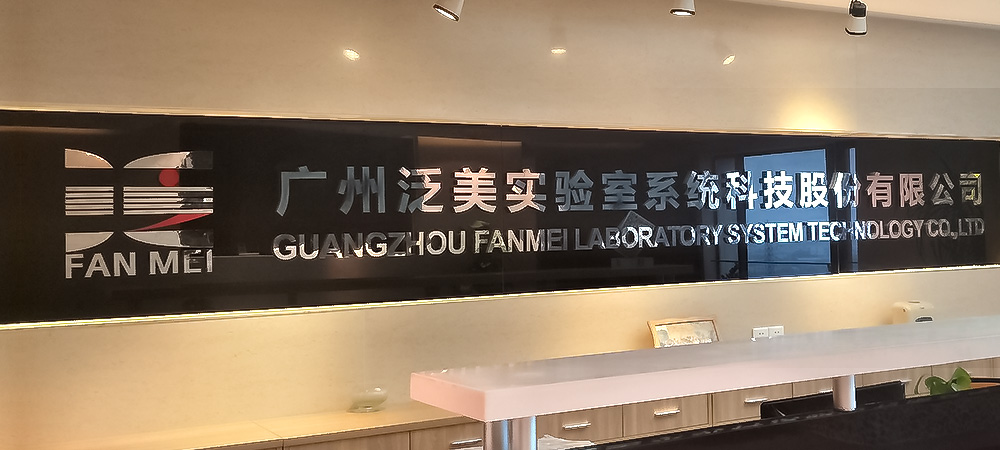 广州泛美实验室系统科技股份有限公司
GUANGZHOU FANMEI LABORATORY SYSTEM TECHNOLOGY CO.,LTD
FAN MEI